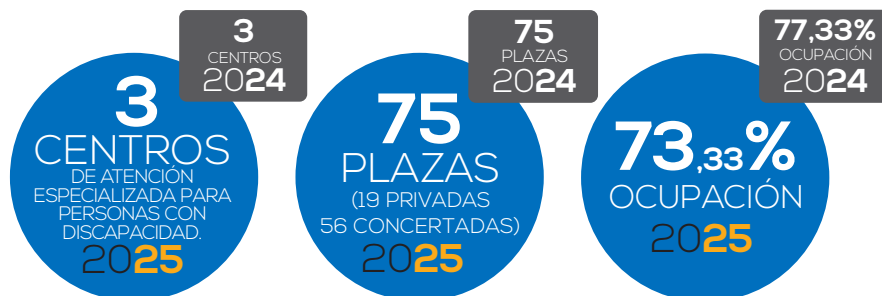 3
CENTROS
2024
3
CENTROS
DE ATENCIÓN
ESPECIALIZADA PARA
PERSONAS CON
DISCAPACIDAD.
2025
75
PLAZAS
2024
75
PLAZAS
(19 PRIVADAS
56 CONCERTADAS)
2025
77,33%
OCUPACIÓN
2024
73,33%
OCUPACIÓN
2025